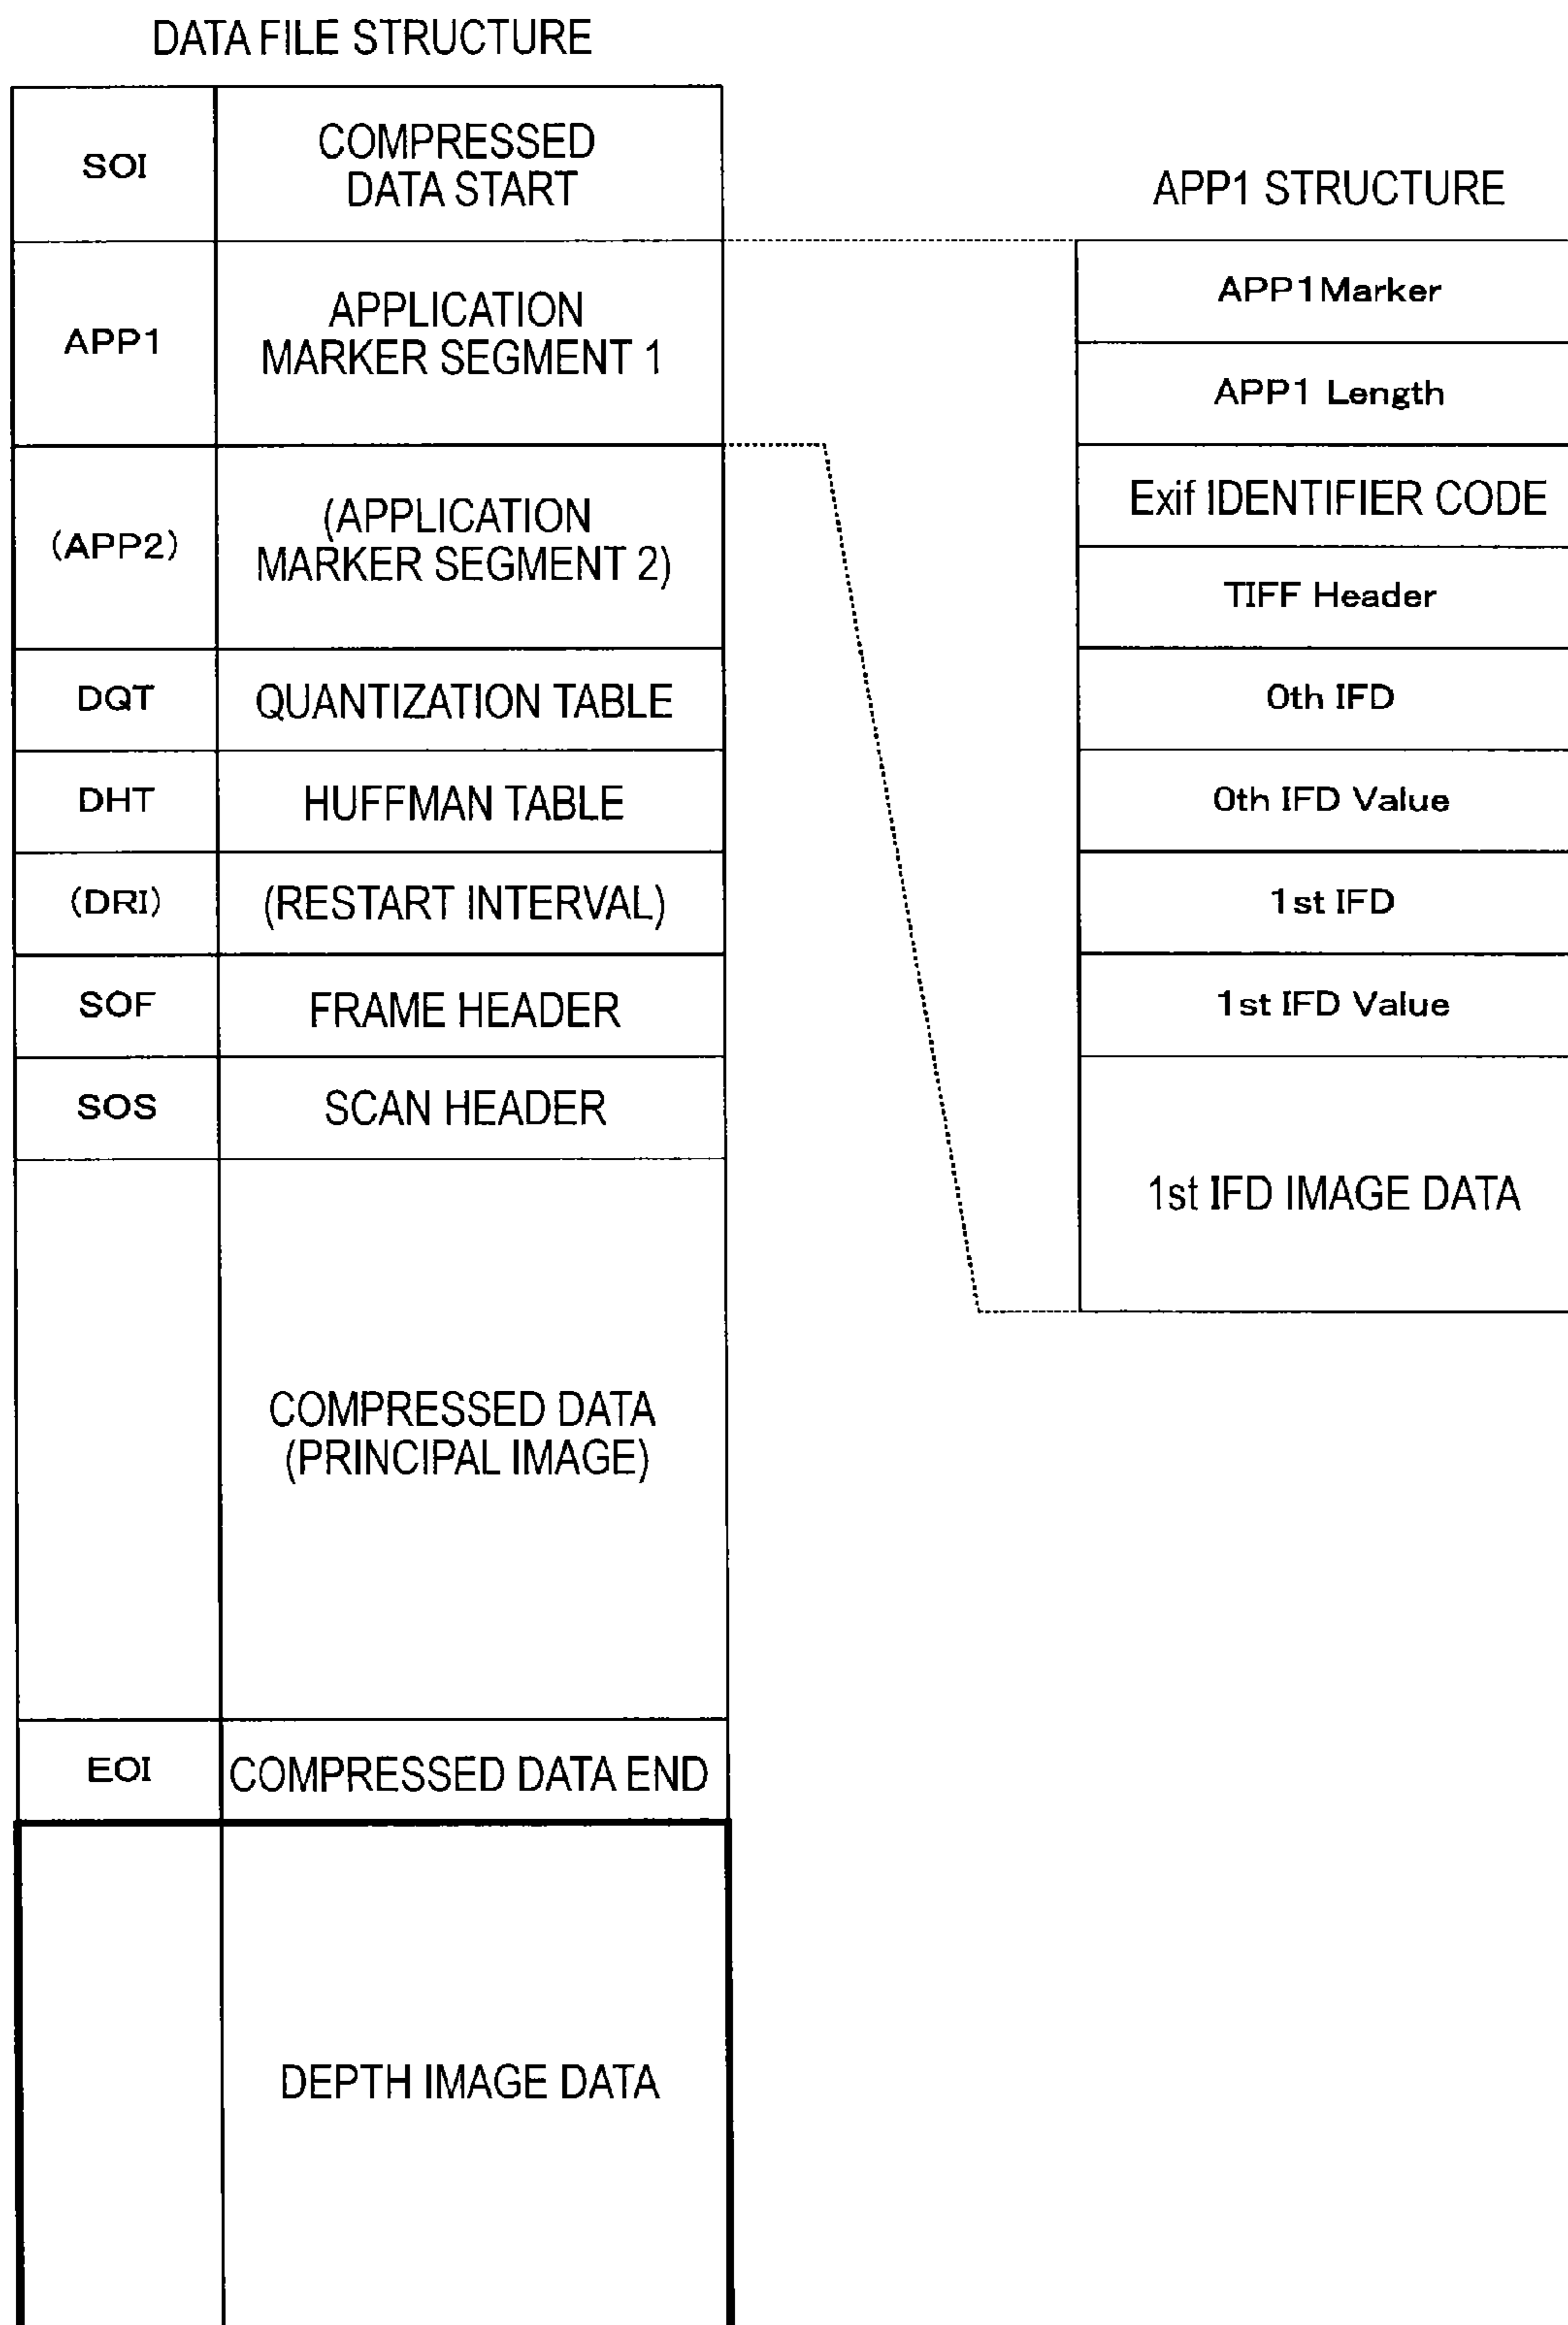 DATA FILE STRUCTURE
SOI
COMPRESSED
DATA START
APP1
APPLICATION
MARKER SEGMENT 1
(APP2)
(APPLICATION
MARKER SEGMENT 2)
DQT
QUANTIZATION TABLE
DHT
HUFFMAN TABLE
(DRI)
(RESTART INTERVAL)
SOF
FRAME HEADER
SOS
SCAN HEADER
COMPRESSED DATA
(PRINCIPAL IMAGE)
EOI
COMPRESSED DATA END
DEPTH IMAGE DATA
APP1 STRUCTURE
APP1Marker
APP1 Length
Exif IDENTIFIER CODE
TIFF Header
0th IFD
0th IFD Value
1st IFD
1st IFD Value
1st IFD IMAGE DATA